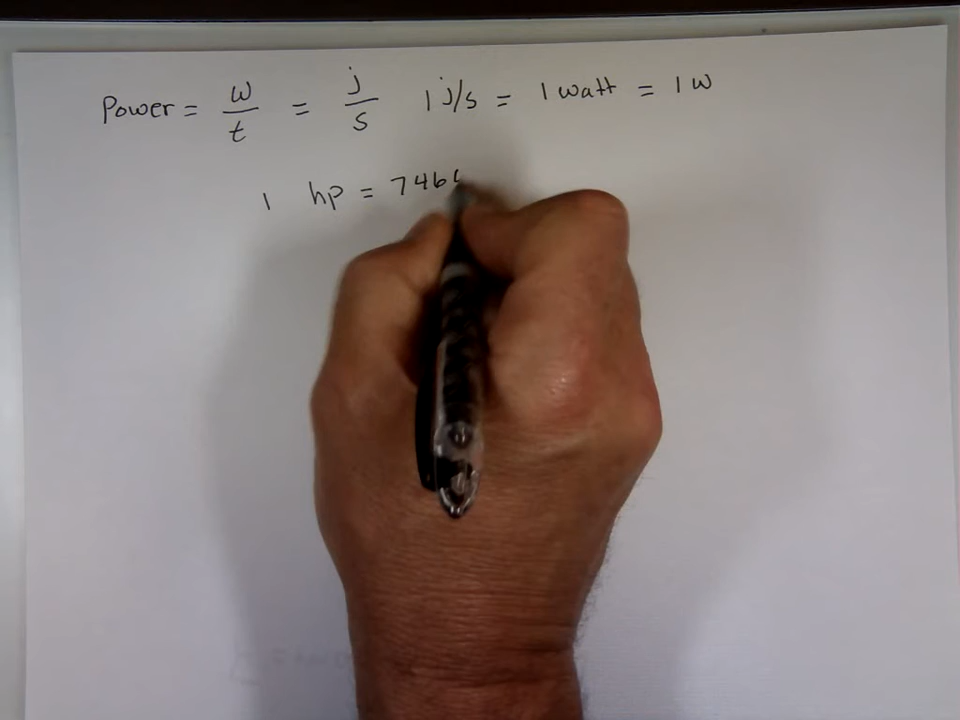 Power = w/t = j/s 1 j/s = 1 watt = 1 w
1 hp = 746